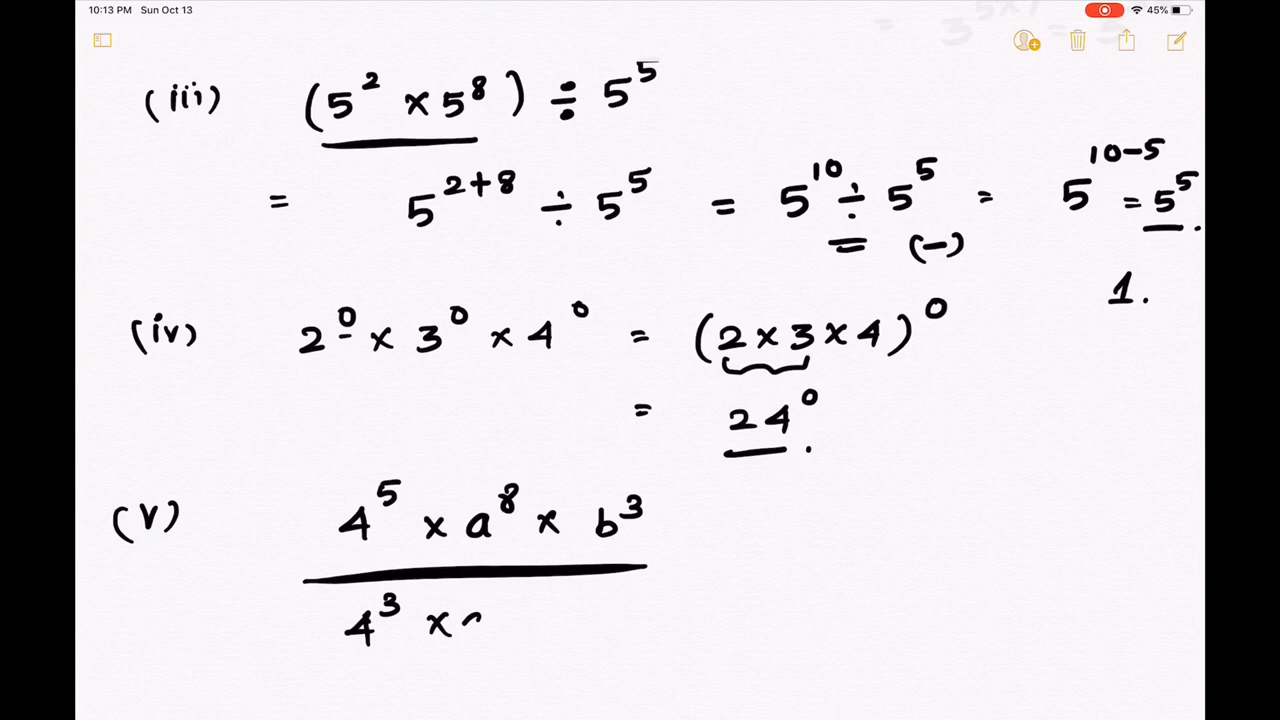 10:13 PM Sun Oct 13
45%
(iii) (5² × 5⁸) ÷ 5⁵
= 5²⁺⁸ ÷ 5⁵ = 5¹⁰ ÷ 5⁵ = 5¹⁰⁻⁵ = 5⁵.
(−)
1.
(iv) 2⁰ × 3⁰ × 4⁰ = (2 × 3 × 4)⁰
= 24⁰.
(v) 4⁵ × a⁸ × b³
4³ ×